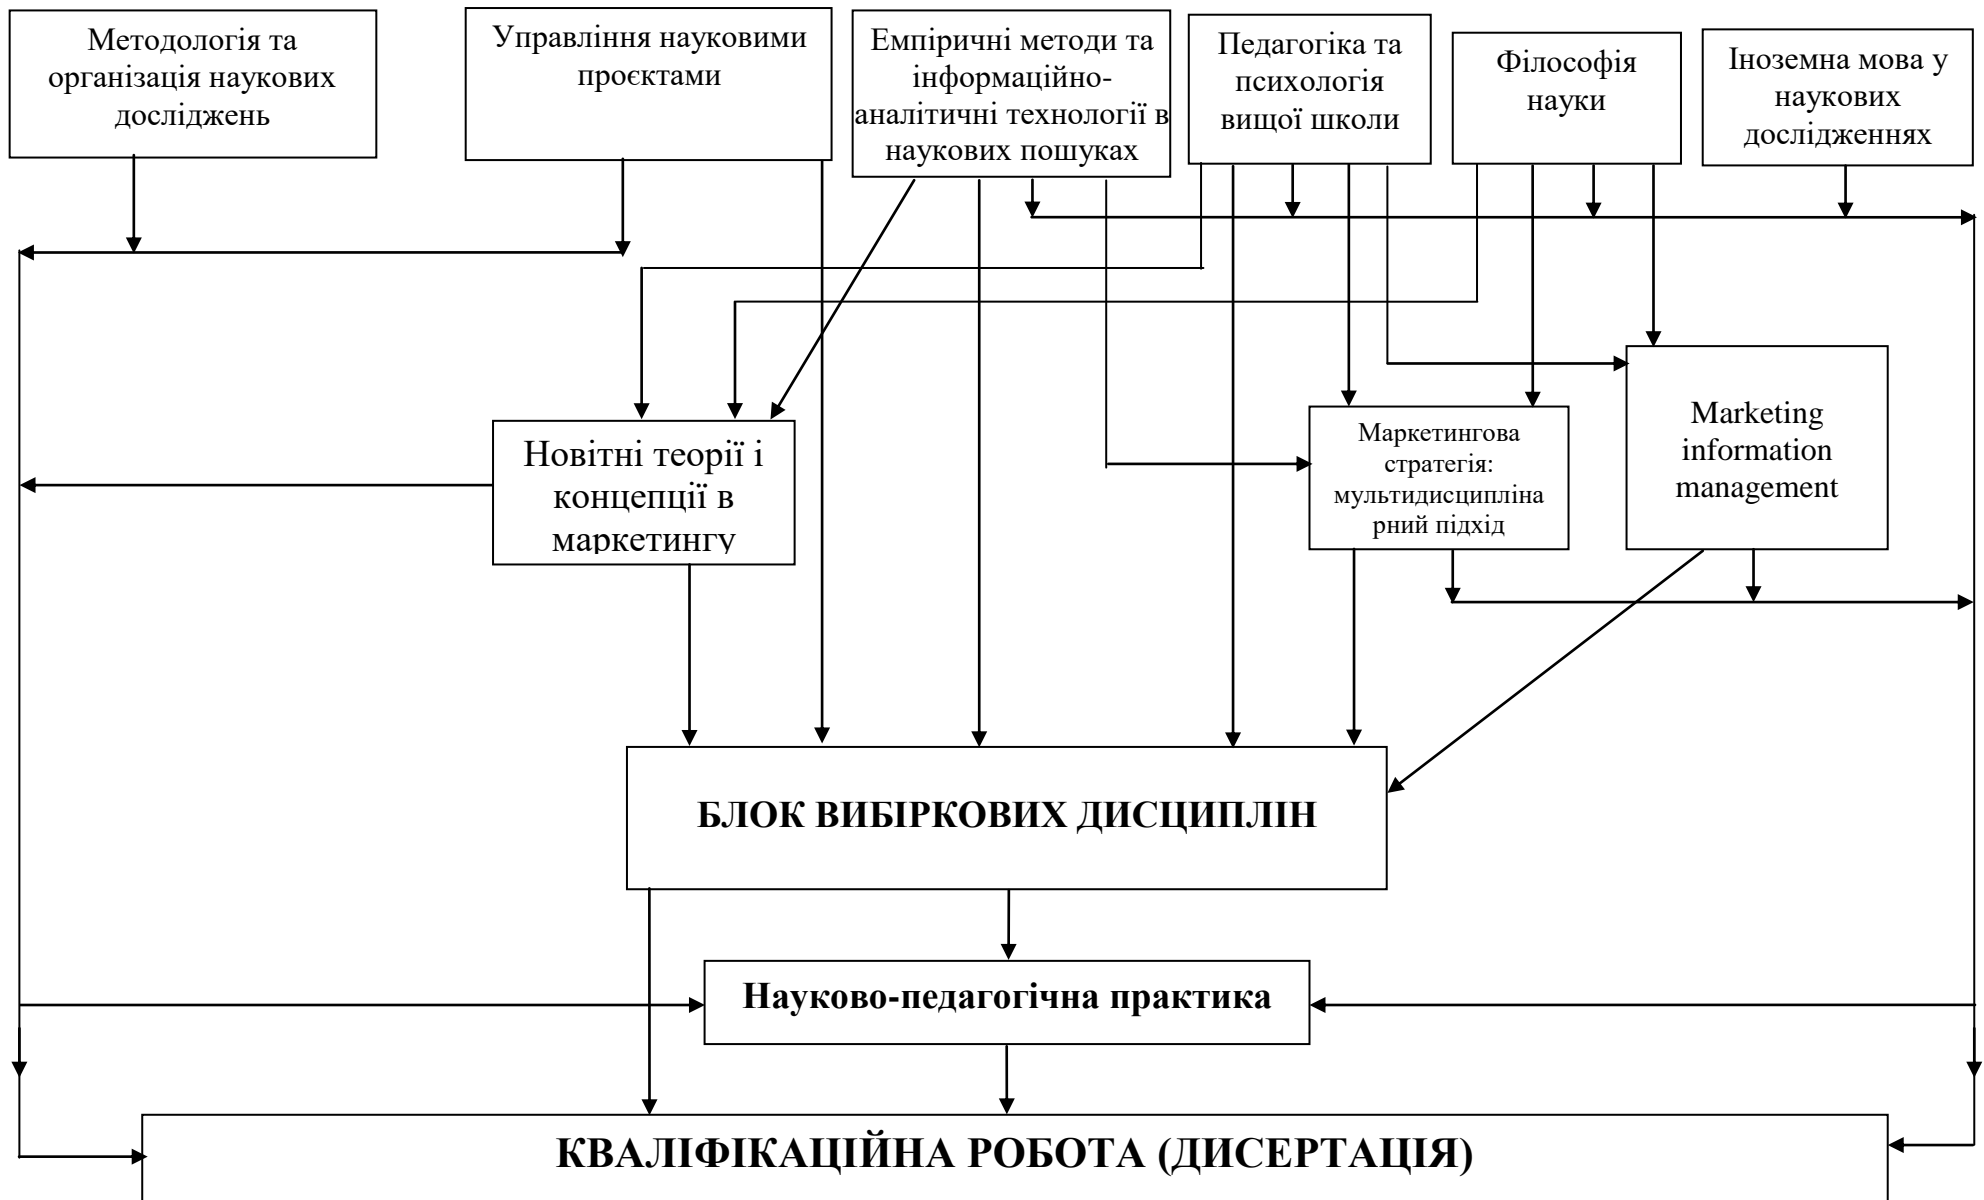 Методологія та
організація наукових
досліджень
Управління науковими
проєктами
Емпіричні методи та
інформаційно-
аналітичні технології в
наукових пошуках
Педагогіка та
психологія
вищої школи
Філософія
науки
Іноземна мова у
наукових
дослідженнях
Новітні теорії і
концепції в
маркетингу
Маркетингова
стратегія:
мультидисципліна
рний підхід
Marketing
information
management
БЛОК ВИБІРКОВИХ ДИСЦИПЛІН
Науково-педагогічна практика
КВАЛІФІКАЦІЙНА РОБОТА (ДИСЕРТАЦІЯ)